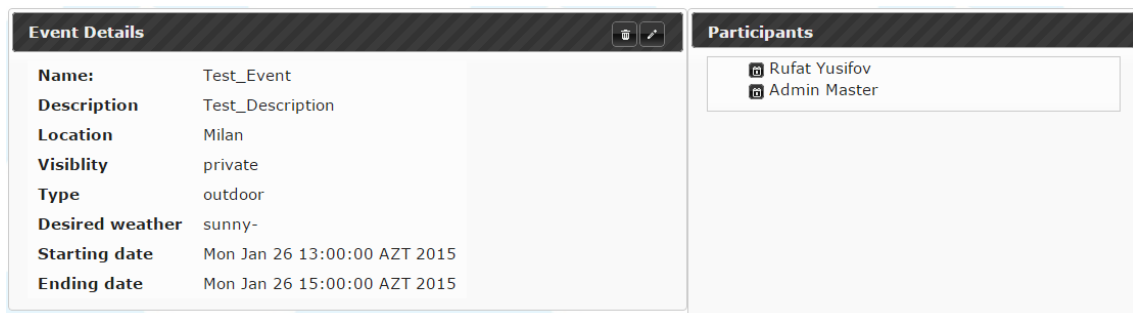 Event Details
Name: Test_Event
Description Test_Description
Location Milan
Visiblity private
Type outdoor
Desired weather sunny-
Starting date Mon Jan 26 13:00:00 AZT 2015
Ending date Mon Jan 26 15:00:00 AZT 2015
Participants
Rufat Yusifov
Admin Master